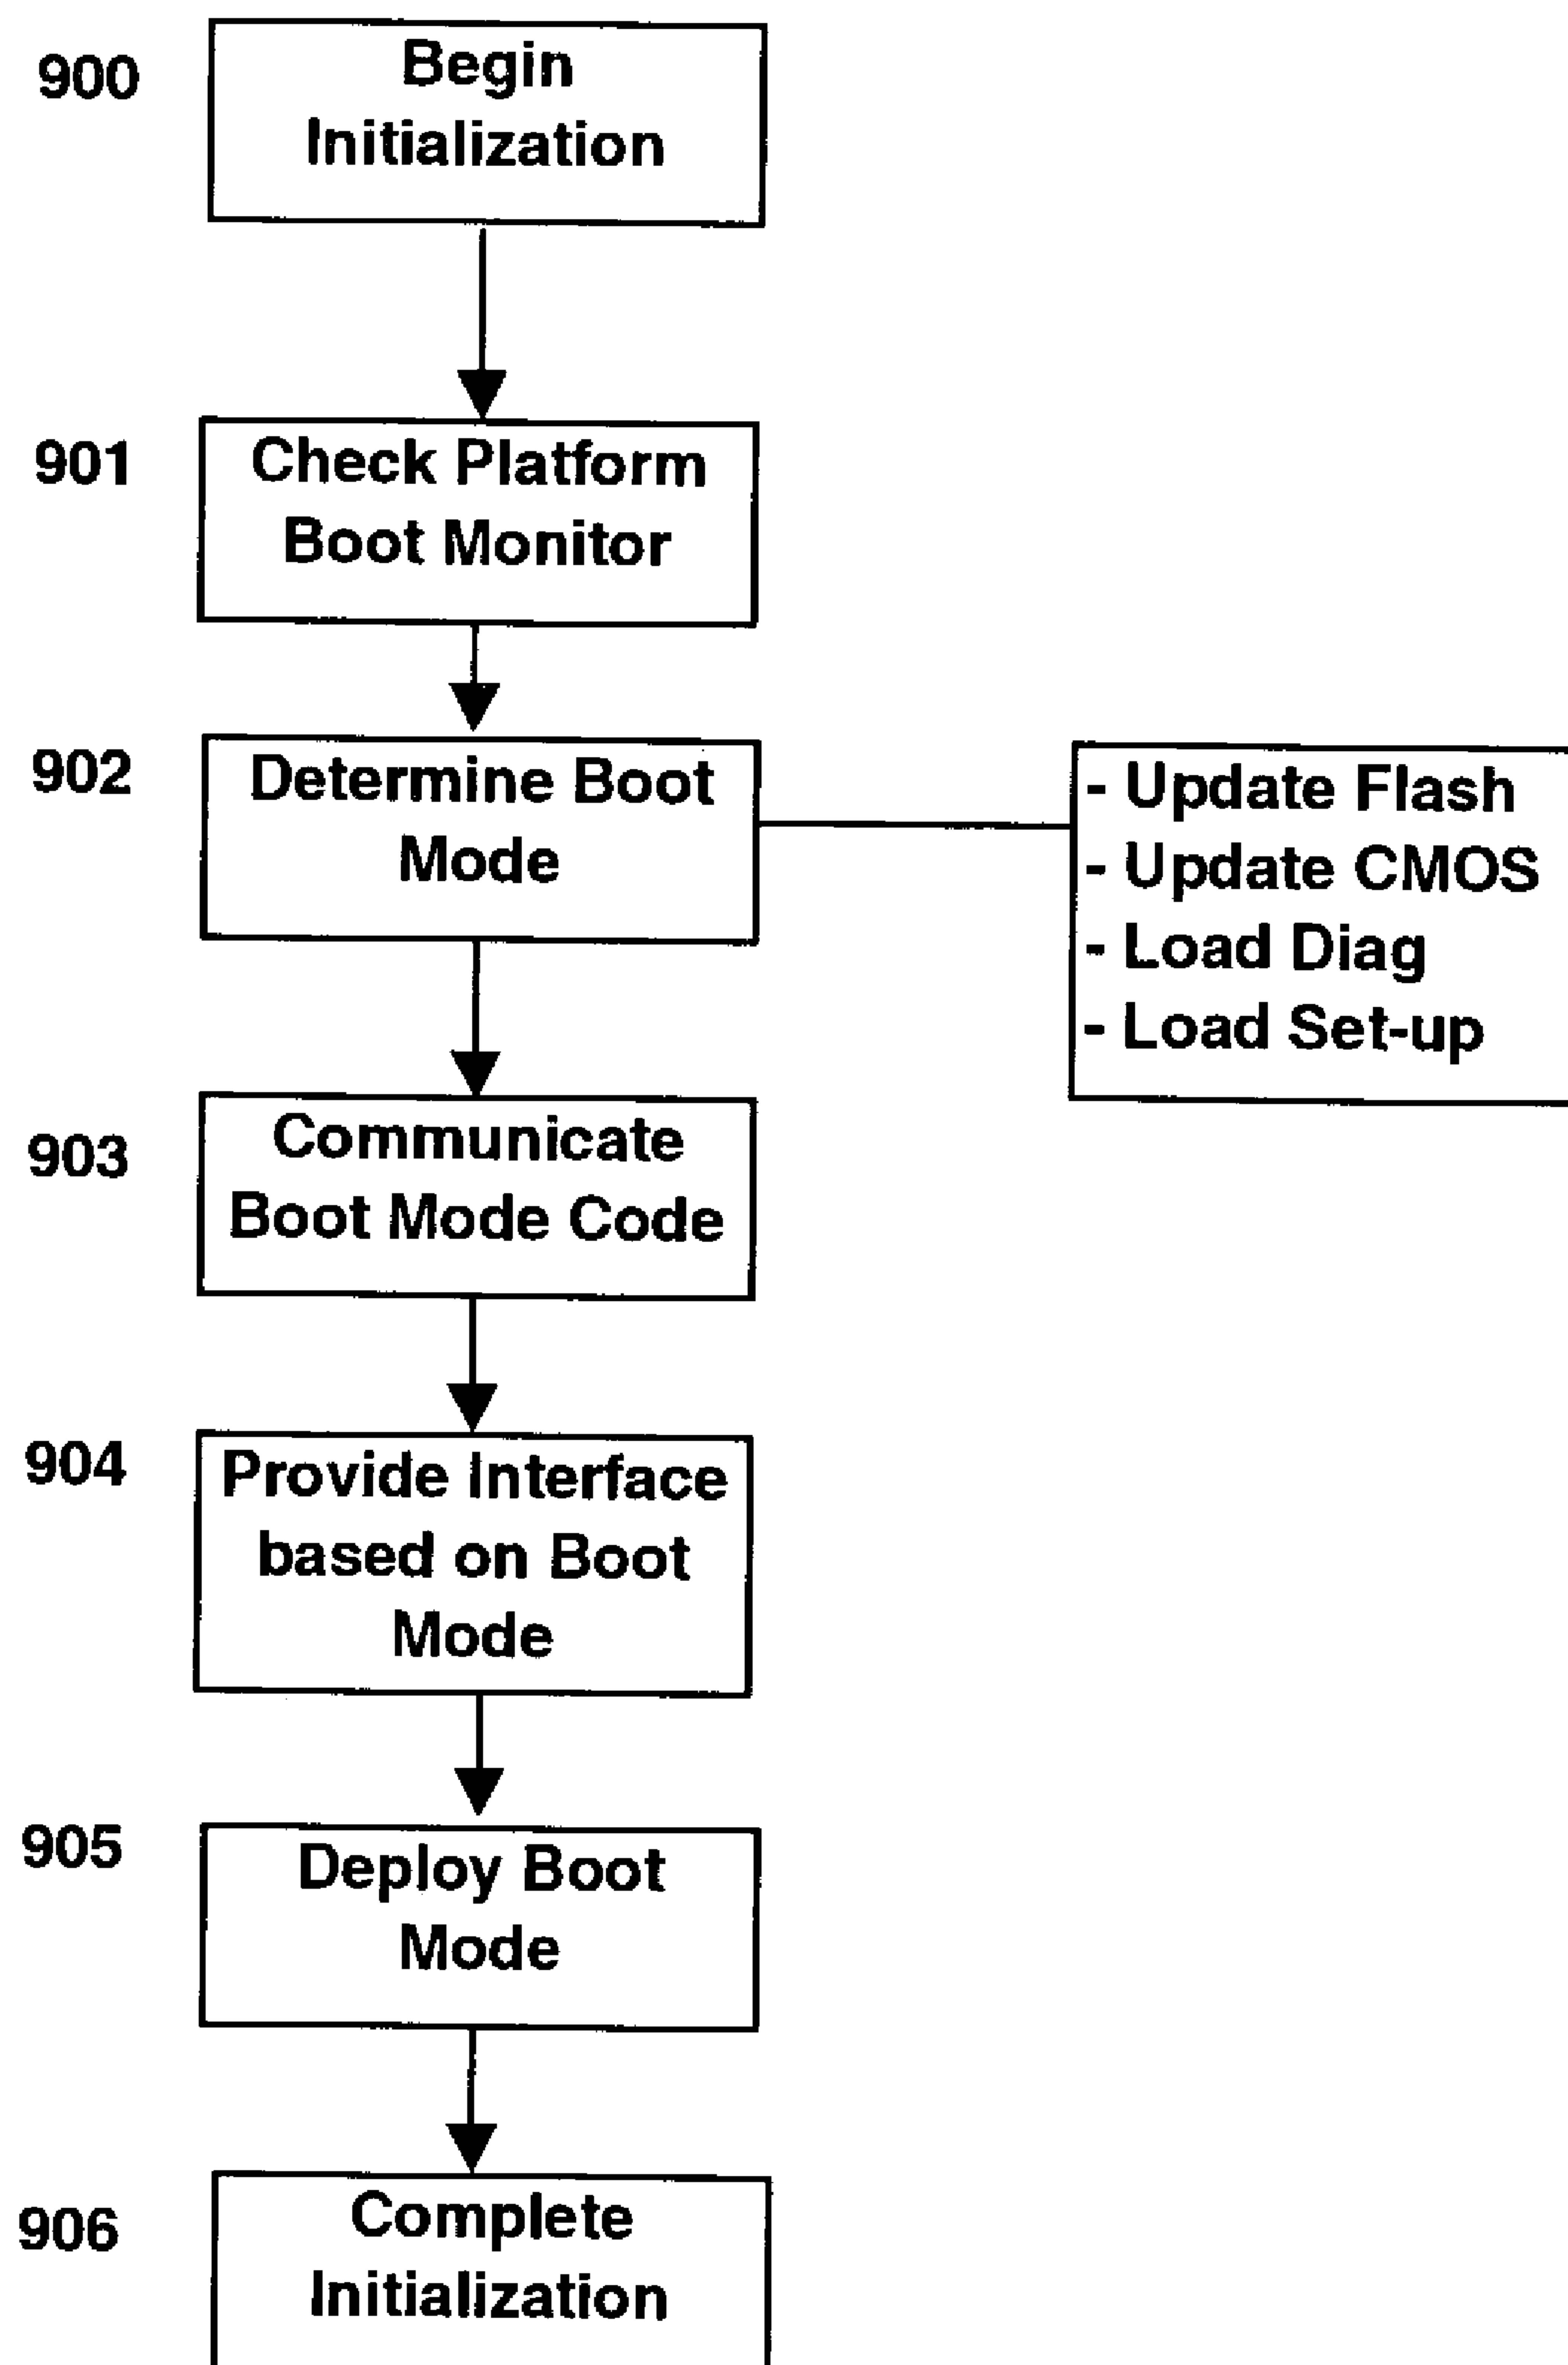 900
Begin
Initialization
901
Check Platform
Boot Monitor
902
Determine Boot
Mode
- Update Flash
- Update CMOS
- Load Diag
- Load Set-up
903
Communicate
Boot Mode Code
904
Provide Interface
based on Boot
Mode
905
Deploy Boot
Mode
906
Complete
Initialization